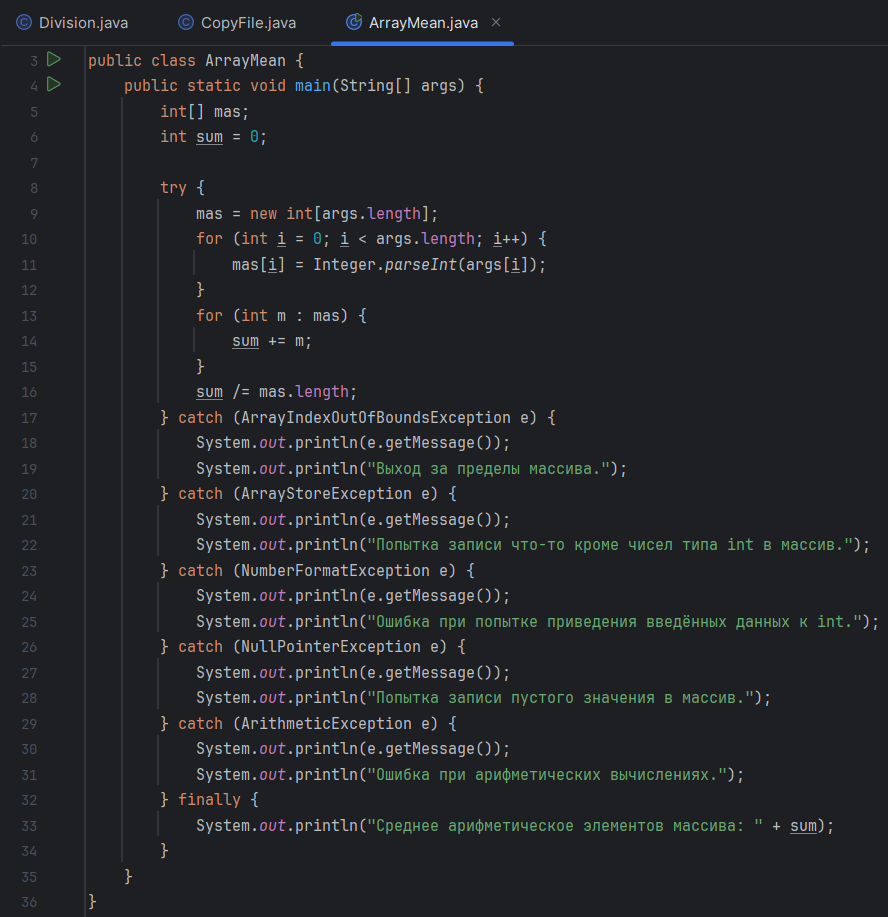 Division.java CopyFile.java ArrayMean.java ×
3 public class ArrayMean {
4     public static void main(String[] args) {
5         int[] mas;
6         int sum = 0;
7
8         try {
9             mas = new int[args.length];
10             for (int i = 0; i < args.length; i++) {
11                 mas[i] = Integer.parseInt(args[i]);
12             }
13             for (int m : mas) {
14                 sum += m;
15             }
16             sum /= mas.length;
17         } catch (ArrayIndexOutOfBoundsException e) {
18             System.out.println(e.getMessage());
19             System.out.println("Выход за пределы массива.");
20         } catch (ArrayStoreException e) {
21             System.out.println(e.getMessage());
22             System.out.println("Попытка записи что-то кроме чисел типа int в массив.");
23         } catch (NumberFormatException e) {
24             System.out.println(e.getMessage());
25             System.out.println("Ошибка при попытке приведения введённых данных к int.");
26         } catch (NullPointerException e) {
27             System.out.println(e.getMessage());
28             System.out.println("Попытка записи пустого значения в массив.");
29         } catch (ArithmeticException e) {
30             System.out.println(e.getMessage());
31             System.out.println("Ошибка при арифметических вычислениях.");
32         } finally {
33             System.out.println("Среднее арифметическое элементов массива: " + sum);
34         }
35     }
36 }